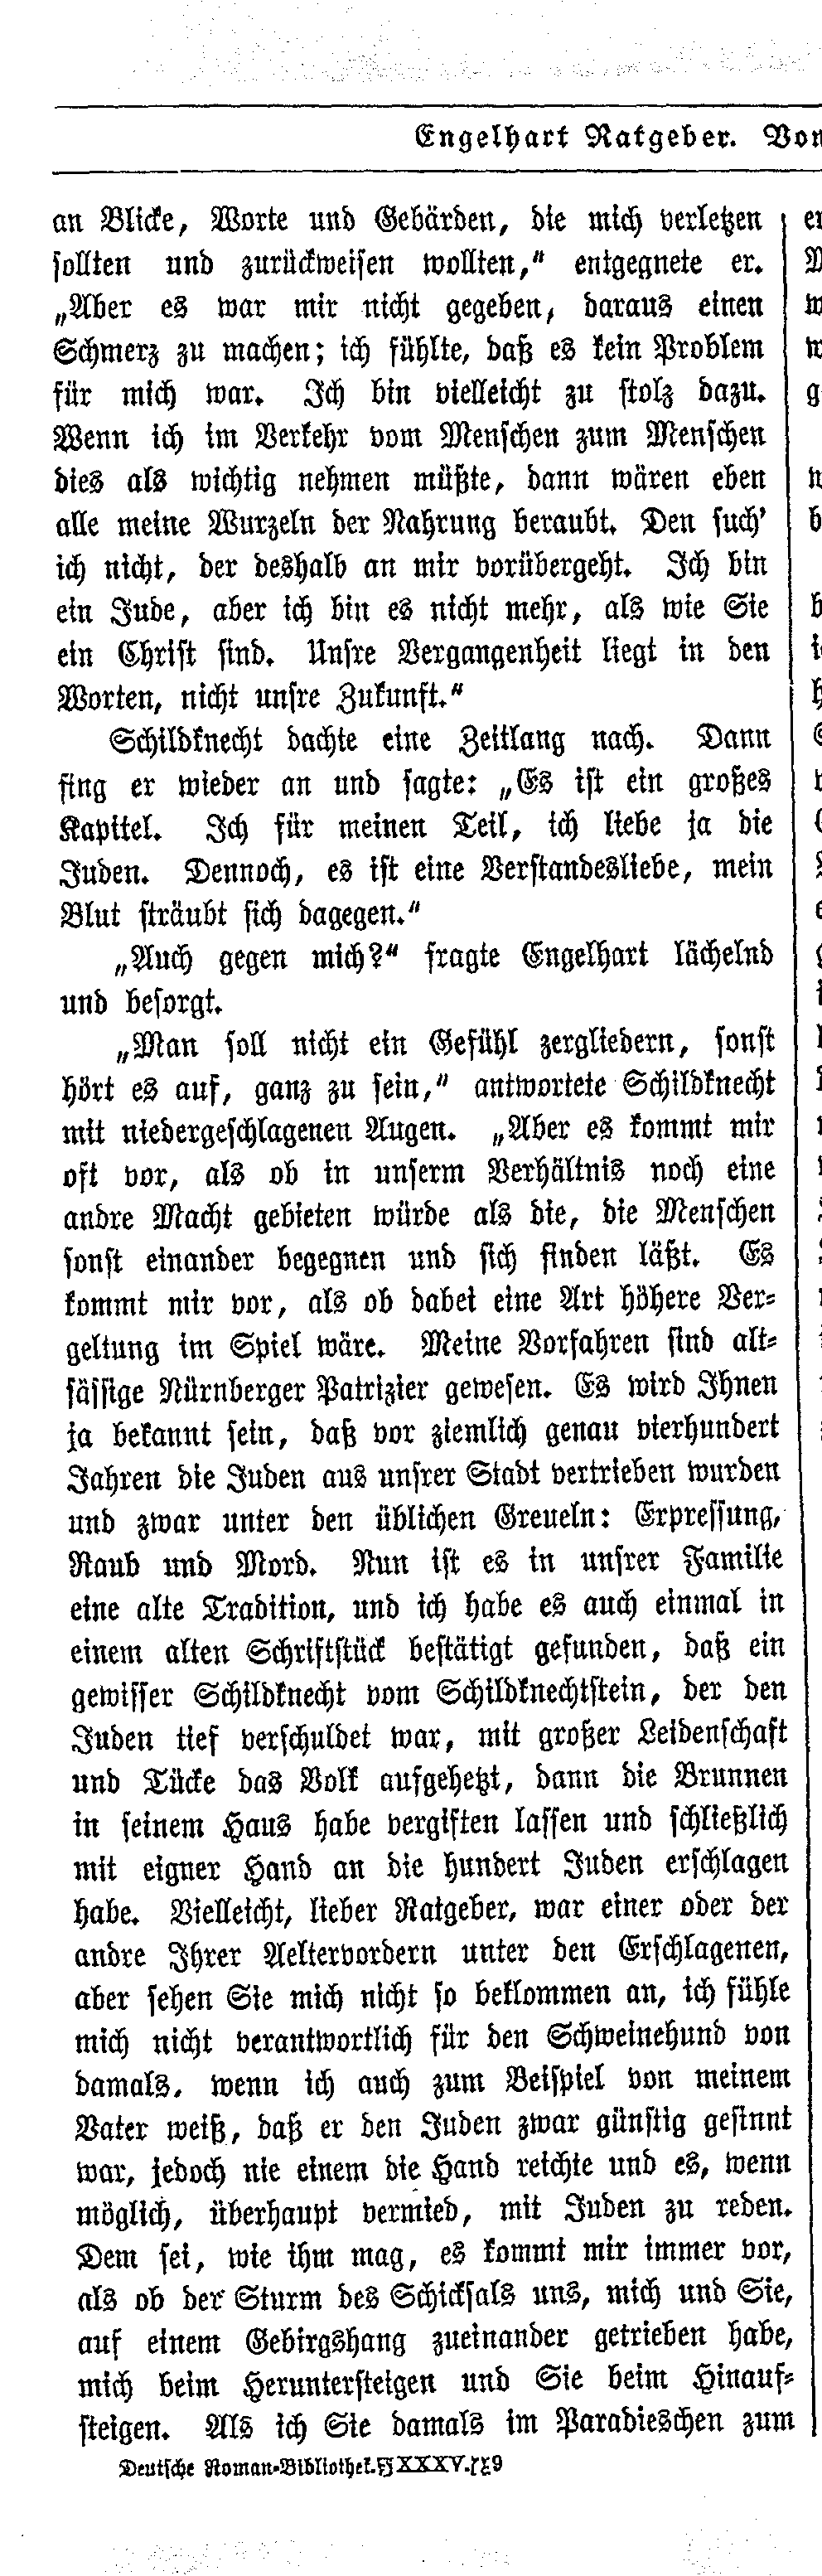 Engelhart Ratgeber. Von
an Blicke, Worte und Gebärden, die mich verletzen
sollten und zurückweisen wollten,“ entgegnete er.
„Aber es war mir nicht gegeben, daraus einen
Schmerz zu machen; ich fühlte, daß es kein Problem
für mich war. Ich bin vielleicht zu stolz dazu.
Wenn ich im Verkehr vom Menschen zum Menschen
dies als wichtig nehmen müßte, dann wären eben
alle meine Wurzeln der Nahrung beraubt. Den such’
ich nicht, der deshalb an mir vorübergeht. Ich bin
ein Jude, aber ich bin es nicht mehr, als wie Sie
ein Christ sind. Unsre Vergangenheit liegt in den
Worten, nicht unsre Zukunft.“
Schildknecht dachte eine Zeitlang nach. Dann
fing er wieder an und sagte: „Es ist ein großes
Kapitel. Ich für meinen Teil, ich liebe ja die
Juden. Dennoch, es ist eine Verstandesliebe, mein
Blut sträubt sich dagegen.“
„Auch gegen mich?“ fragte Engelhart lächelnd
und besorgt.
„Man soll nicht ein Gefühl zergliedern, sonst
hört es auf, ganz zu sein,“ antwortete Schildknecht
mit niedergeschlagenen Augen. „Aber es kommt mir
oft vor, als ob in unserm Verhältnis noch eine
andre Macht gebieten würde als die, die Menschen
sonst einander begegnen und sich finden läßt. Es
kommt mir vor, als ob dabei eine Art höhere Ver-
geltung im Spiel wäre. Meine Vorfahren sind alt-
sässige Nürnberger Patrizier gewesen. Es wird Ihnen
ja bekannt sein, daß vor ziemlich genau vierhundert
Jahren die Juden aus unsrer Stadt vertrieben wurden
und zwar unter den üblichen Greueln: Erpressung,
Raub und Mord. Nun ist es in unsrer Familie
eine alte Tradition, und ich habe es auch einmal in
einem alten Schriftstück bestätigt gefunden, daß ein
gewisser Schildknecht vom Schildknechtstein, der den
Juden tief verschuldet war, mit großer Leidenschaft
und Tücke das Volk aufgehetzt, dann die Brunnen
in seinem Haus habe vergiften lassen und schließlich
mit eigner Hand an die hundert Juden erschlagen
habe. Vielleicht, lieber Ratgeber, war einer oder der
andre Ihrer Aeltervordern unter den Erschlagenen,
aber sehen Sie mich nicht so beklommen an, ich fühle
mich nicht verantwortlich für den Schweinehund von
damals, wenn ich auch zum Beispiel von meinem
Vater weiß, daß er den Juden zwar günstig gesinnt
war, jedoch nie einem die Hand reichte und es, wenn
möglich, überhaupt vermied, mit Juden zu reden.
Dem sei, wie ihm mag, es kommt mir immer vor,
als ob der Sturm des Schicksals uns, mich und Sie,
auf einem Gebirgshang zueinander getrieben habe,
mich beim Heruntersteigen und Sie beim Hinauf-
steigen. Als ich Sie damals im Paradieschen zum
Deutsche Roman-Bibliothek. XXXV. 9